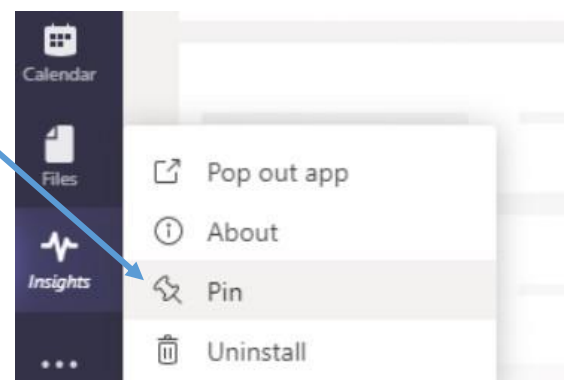 Calendar
Files
Insights
Pop out app
About
Pin
Uninstall